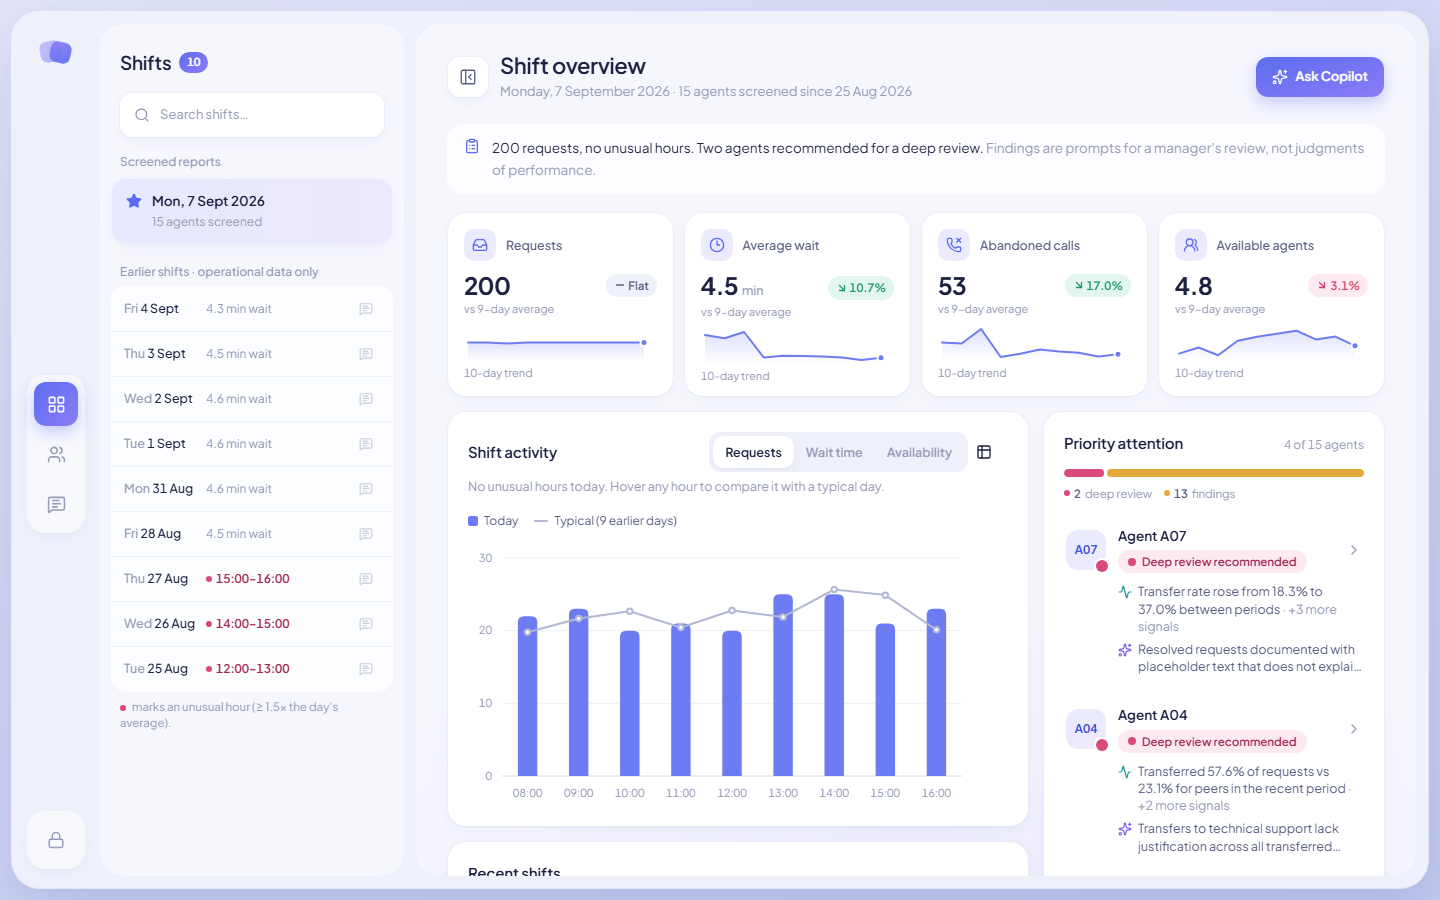 Shifts 10
Search shifts...
Screened reports
Mon, 7 Sept 2026
15 agents screened
Earlier shifts · operational data only
Fri 4 Sept 4.3 min wait
Thu 3 Sept 4.5 min wait
Wed 2 Sept 4.6 min wait
Tue 1 Sept 4.6 min wait
Mon 31 Aug 4.6 min wait
Fri 28 Aug 4.5 min wait
Thu 27 Aug 15:00–16:00
Wed 26 Aug 14:00–15:00
Tue 25 Aug 12:00–13:00
marks an unusual hour (≥ 1.5× the day's
average).
Shift overview
Monday, 7 September 2026 · 15 agents screened since 25 Aug 2026
Ask Copilot
200 requests, no unusual hours. Two agents recommended for a deep review. Findings are prompts for a manager's review, not judgments
of performance.
Requests
200
Flat
vs 9-day average
10-day trend
Average wait
4.5 min
10.7%
vs 9-day average
10-day trend
Abandoned calls
53
17.0%
vs 9-day average
10-day trend
Available agents
4.8
3.1%
vs 9-day average
10-day trend
Shift activity
Requests Wait time Availability
No unusual hours today. Hover any hour to compare it with a typical day.
Today Typical (9 earlier days)
30
20
10
0
08:00 09:00 10:00 11:00 12:00 13:00 14:00 15:00 16:00
Recent shifts
Priority attention 4 of 15 agents
2 deep review 13 findings
A07
Agent A07
Deep review recommended
Transfer rate rose from 18.3% to
37.0% between periods · +3 more
signals
Resolved requests documented with
placeholder text that does not explai...
A04
Agent A04
Deep review recommended
Transferred 57.6% of requests vs
23.1% for peers in the recent period ·
+2 more signals
Transfers to technical support lack
justification across all transferred...